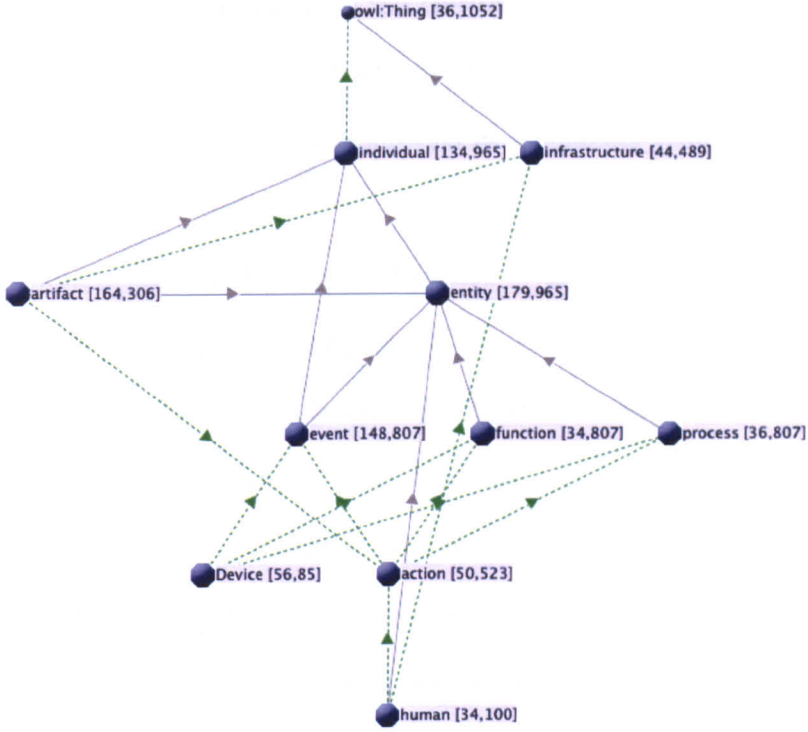 owl:Thing [36,1052]
individual [134,965]
infrastructure [44,489]
artifact [164,306]
entity [179,965]
event [148,807]
function [34,807]
process [36,807]
Device [56,85]
action [50,523]
human [34,100]